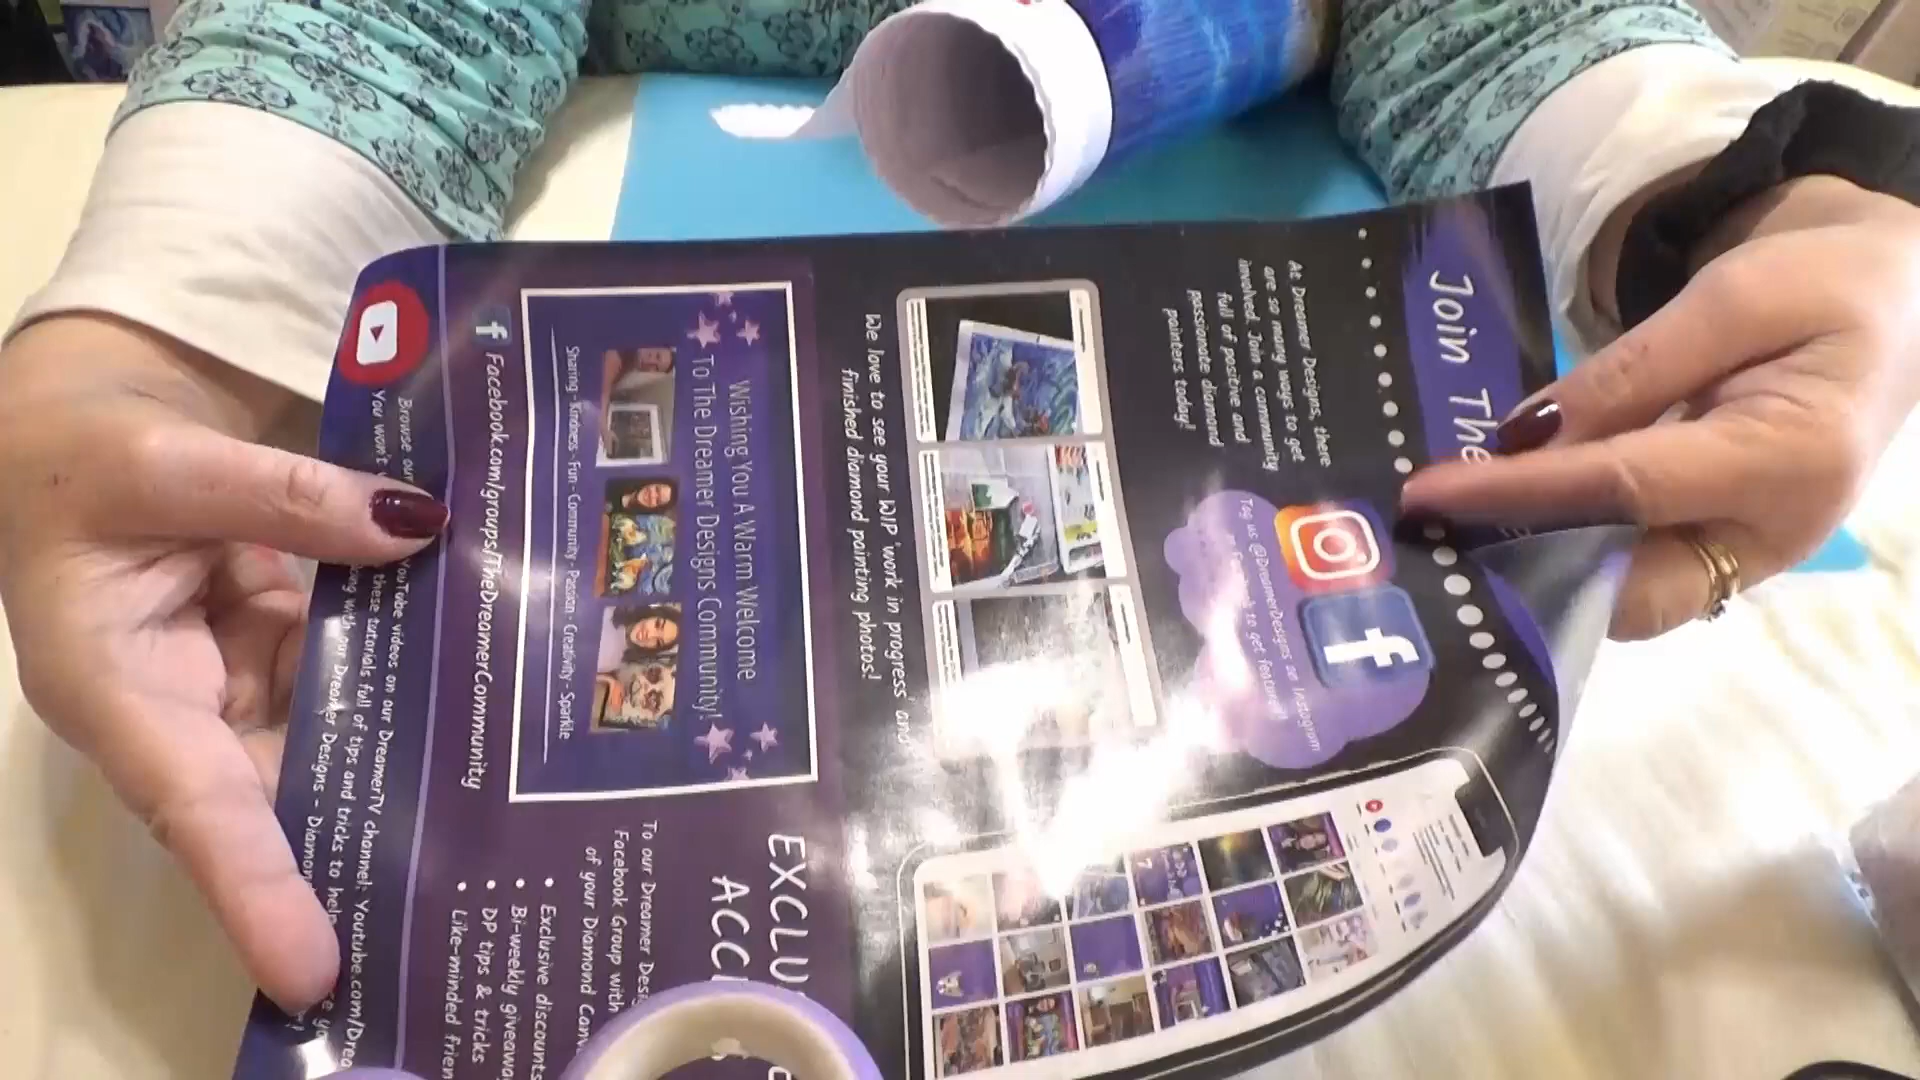 Join The
At Dreamer Designs, there
are so many ways to get
involved. Join a community
full of positive and
passionate diamond
painters today!
Tag us @DreamerDesigns on Instagram
to get featured
We love to see your WIP 'work in progress' and
finished diamond painting photos!
Wishing You A Warm Welcome
To The Dreamer Designs Community!
Sharing - Kindness - Fun - Community - Passion - Creativity - Sparkle
f Facebook.com/groups/TheDreamerCommunity
EXCLU
ACC
To our Dreamer Desi
Facebook Group with
of your Diamond Canv
• Exclusive discounts
• Bi-weekly giveawa
• DP tips & tricks
• Like-minded frien
Browse our YouTube videos on our DreamerTV channel: Youtube.com/Drea
You won't these tutorials full of tips and tricks to help
with our Dreamer Designs - Diamon